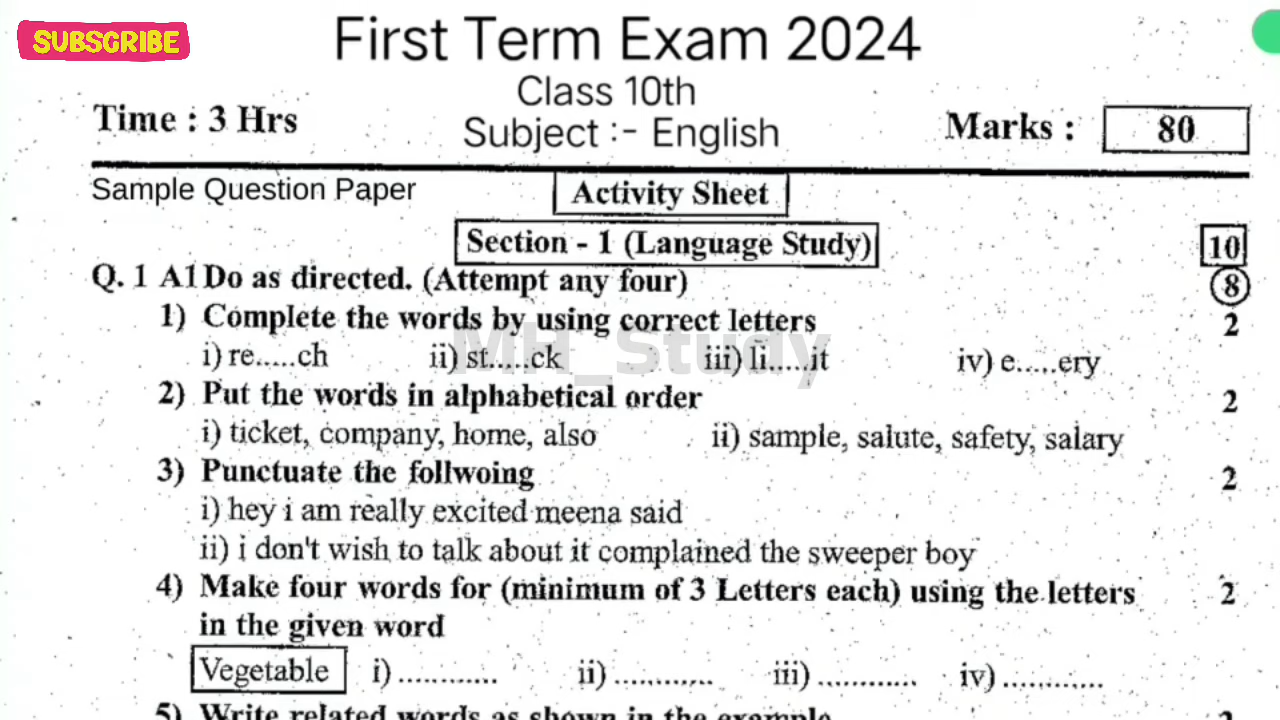 SUBSCRIBE
First Term Exam 2024
Class 10th
Time : 3 Hrs
Subject :- English
Marks : 80
Sample Question Paper
Activity Sheet
Section - 1 (Language Study) 10
Q. 1 A1 Do as directed. (Attempt any four) 8
1) Complete the words by using correct letters 2
MH_Study
i) re.....ch ii) st.....ck iii) li.....it iv) e.....ery
2) Put the words in alphabetical order 2
i) ticket, company, home, also ii) sample, salute, safety, salary
3) Punctuate the follwoing 2
i) hey i am really excited meena said
ii) i don't wish to talk about it complained the sweeper boy
4) Make four words for (minimum of 3 Letters each) using the letters 2
in the given word
Vegetable i) ............ ii) ............ iii) ............ iv) ............
5) Write related words as shown in the example 2